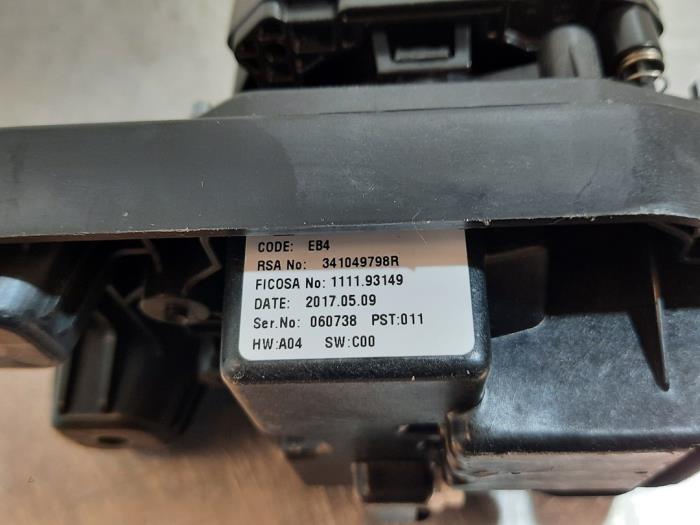 CODE: EB4
RSA No: 341049798R
FICOSA No: 1111.93149
DATE: 2017.05.09
Ser.No: 060738 PST:011
HW:A04 SW:C00